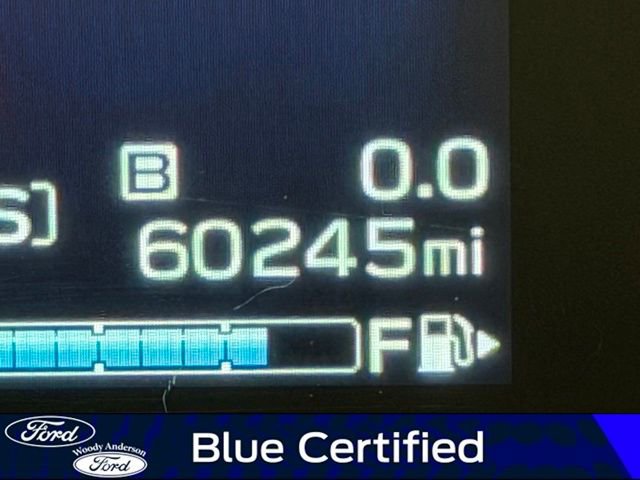 B 0.0
S]
60245mi
F
Ford
Woody Anderson
Ford
Blue Certified